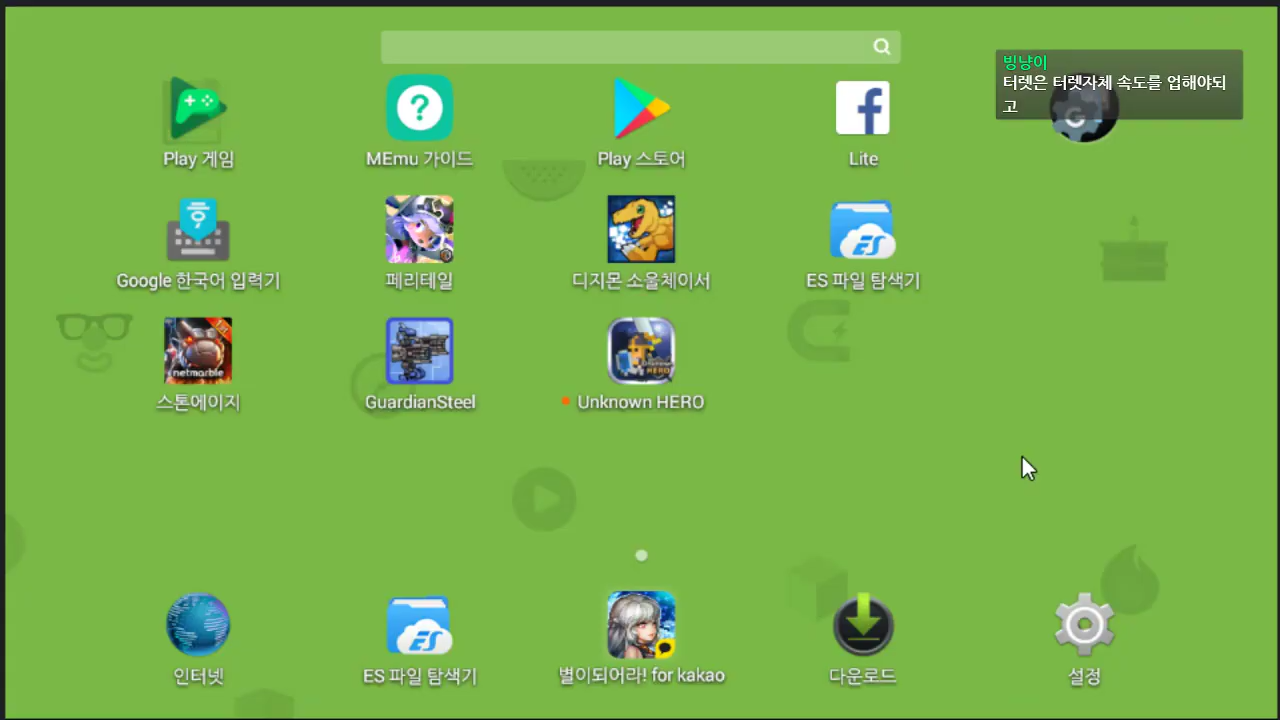 빙냥이
터렛은 터렛자체 속도를 업해야되
고
Play 게임
MEmu 가이드
Play 스토어
Lite
Google 한국어 입력기
페리테일
디지몬 소울체이서
ES 파일 탐색기
netmarble
스톤에이지
GuardianSteel
Unknown HERO
인터넷
ES 파일 탐색기
별이되어라! for kakao
다운로드
설정